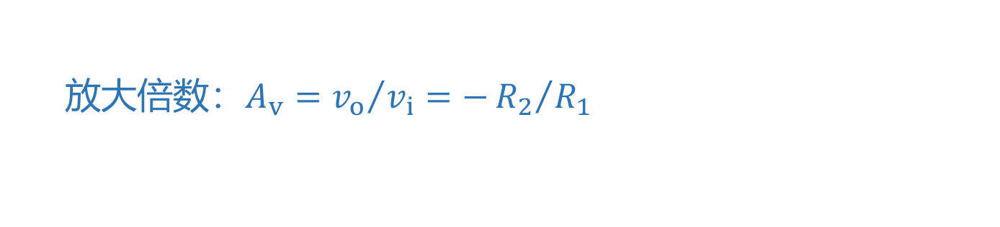 放大倍数：A_v = v_o/v_i = − R_2/R_1